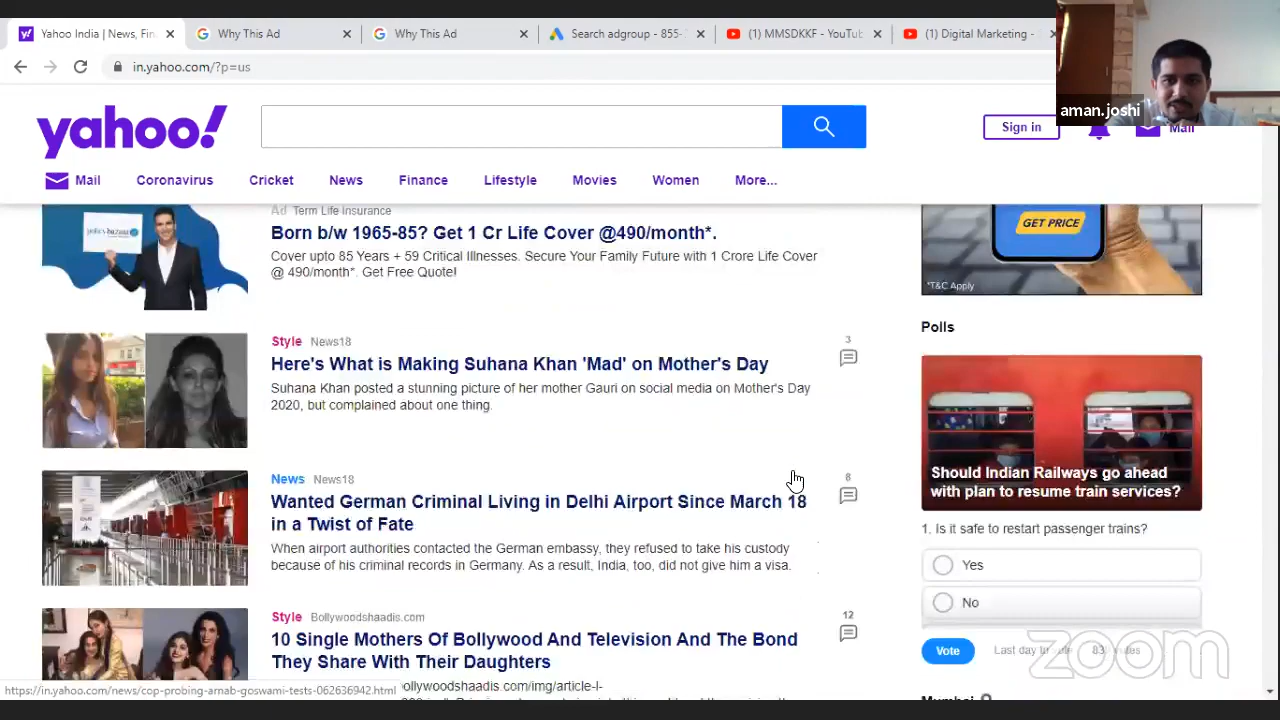 Yahoo India | News, Fin
Why This Ad
Why This Ad
Search adgroup - 855-
(1) MMSDKKF - YouTu
(1) Digital Marketing -
in.yahoo.com/?p=us
aman.joshi
yahoo!
Sign in
Mail
Mail
Coronavirus
Cricket
News
Finance
Lifestyle
Movies
Women
More...
policybazaar
Ad Term Life Insurance
Born b/w 1965-85? Get 1 Cr Life Cover @490/month*.
Cover upto 85 Years + 59 Critical Illnesses. Secure Your Family Future with 1 Crore Life Cover
@ 490/month*. Get Free Quote!
GET PRICE
*T&C Apply
Style News18
Here's What is Making Suhana Khan 'Mad' on Mother's Day
Suhana Khan posted a stunning picture of her mother Gauri on social media on Mother's Day
2020, but complained about one thing.
3
News News18
Wanted German Criminal Living in Delhi Airport Since March 18
in a Twist of Fate
When airport authorities contacted the German embassy, they refused to take his custody
because of his criminal records in Germany. As a result, India, too, did not give him a visa.
8
Style Bollywoodshaadis.com
10 Single Mothers Of Bollywood And Television And The Bond
They Share With Their Daughters
ollywoodshaadis.com/img/article-l-
12
Polls
Should Indian Railways go ahead
with plan to resume train services?
1. Is it safe to restart passenger trains?
Yes
No
Vote
Last day to
zoom
Mumbai
https://in.yahoo.com/news/cop-probing-arnab-goswami-tests-062636942.html